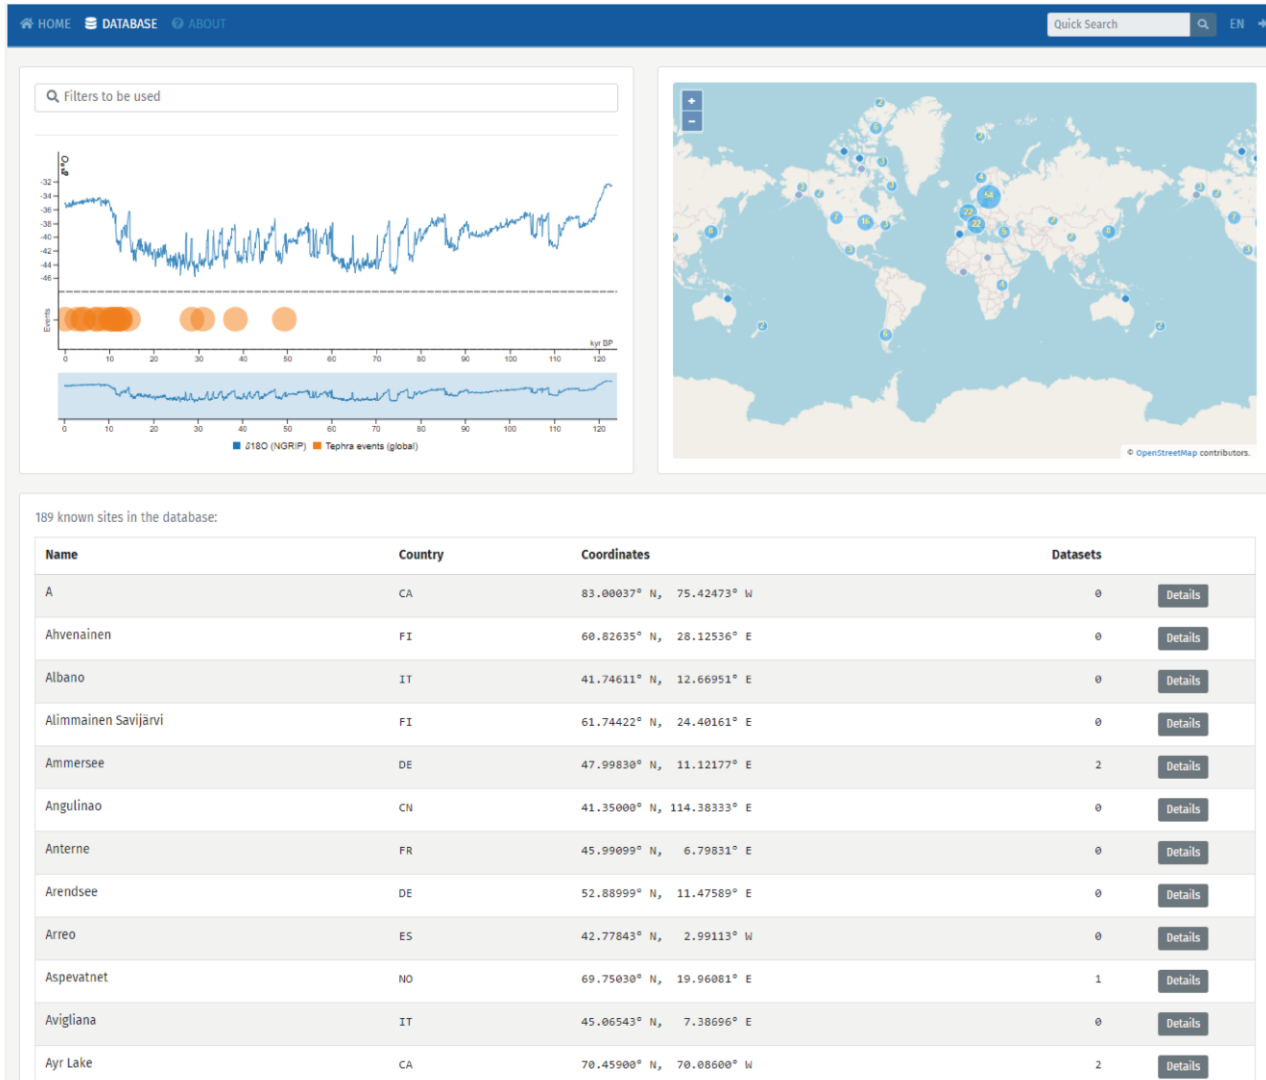 HOME DATABASE ABOUT Quick Search EN
Filters to be used
-32
-34
-36
-38
-40
-42
-44
-46
Events
kyr BP
0 10 20 30 40 50 60 70 80 90 100 110 120
0 10 20 30 40 50 60 70 80 90 100 110 120
δ18O (NGRIP) Tephra events (global)
+
−
54
22
22
16
© OpenStreetMap contributors.
189 known sites in the database:
Name Country Coordinates Datasets
A CA 83.00037° N, 75.42473° W 0 Details
Ahvenainen FI 60.82635° N, 28.12536° E 0 Details
Albano IT 41.74611° N, 12.66951° E 0 Details
Alimmainen Savijärvi FI 61.74422° N, 24.40161° E 0 Details
Ammersee DE 47.99830° N, 11.12177° E 2 Details
Angulinao CN 41.35000° N, 114.38333° E 0 Details
Anterne FR 45.99099° N, 6.79831° E 0 Details
Arendsee DE 52.88999° N, 11.47589° E 0 Details
Arreo ES 42.77843° N, 2.99113° W 0 Details
Aspevatnet NO 69.75030° N, 19.96081° E 1 Details
Avigliana IT 45.06543° N, 7.38696° E 0 Details
Ayr Lake CA 70.45900° N, 70.08600° W 2 Details